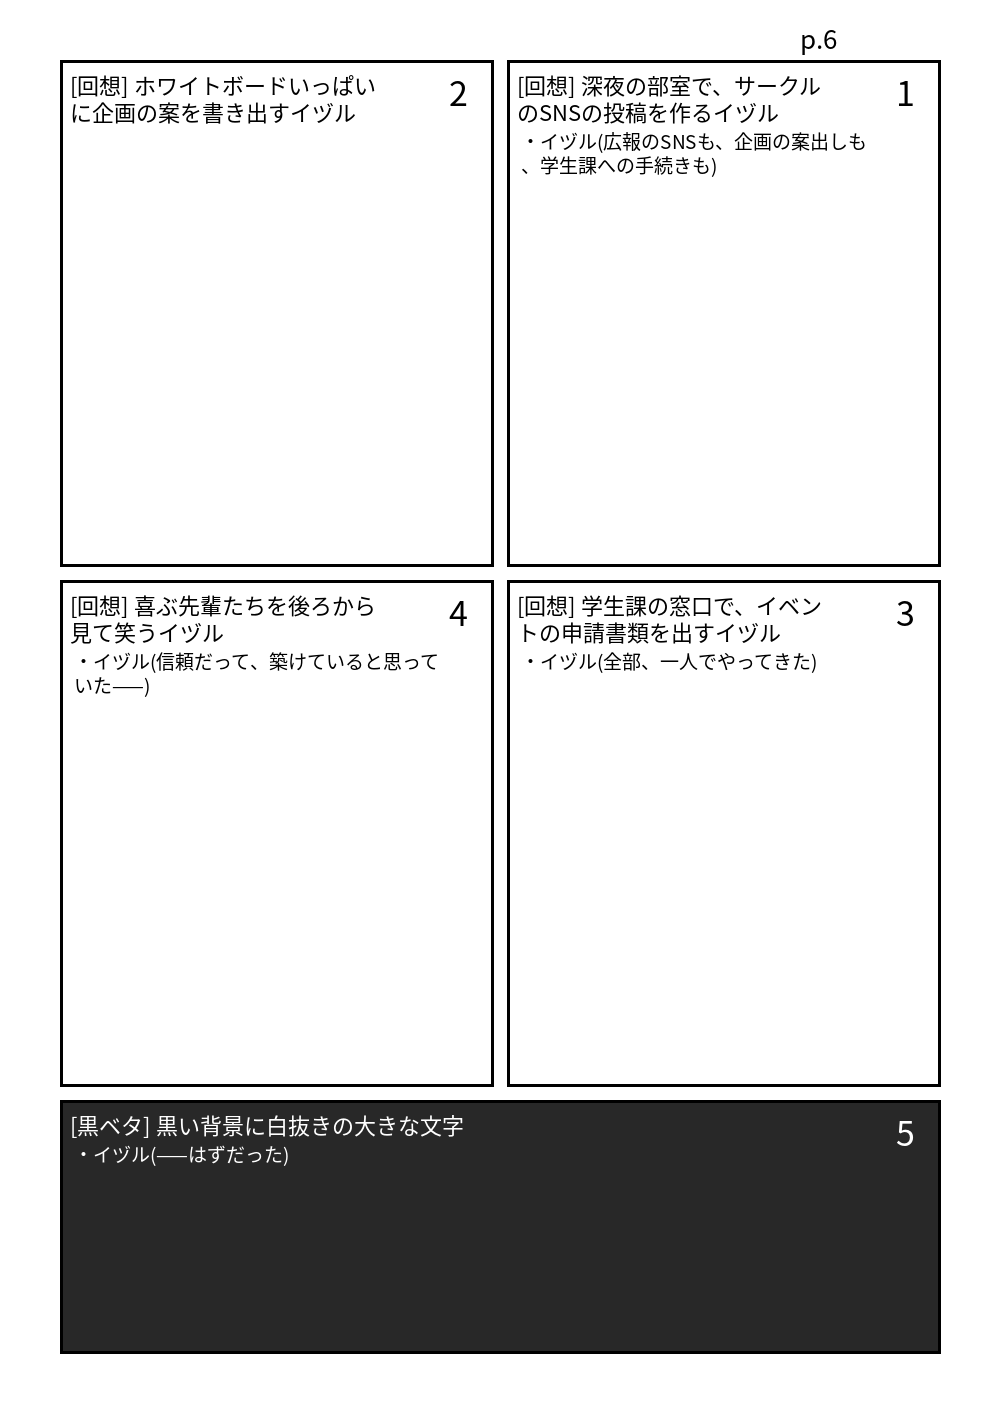 p.6
[回想] 深夜の部室で、サークル
のSNSの投稿を作るイヅル
1
・イヅル(広報のSNSも、企画の案出しも
、学生課への手続きも)
[回想] ホワイトボードいっぱい
に企画の案を書き出すイヅル
2
[回想] 学生課の窓口で、イベン
トの申請書類を出すイヅル
3
・イヅル(全部、一人でやってきた)
[回想] 喜ぶ先輩たちを後ろから
見て笑うイヅル
4
・イヅル(信頼だって、築けていると思って
いた——)
[黒ベタ] 黒い背景に白抜きの大きな文字
5
・イヅル(——はずだった)